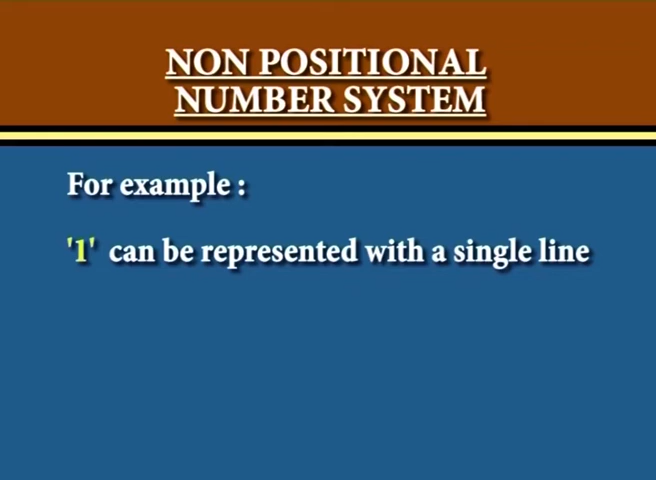 NON POSITIONAL
NUMBER SYSTEM
For example :
'1' can be represented with a single line